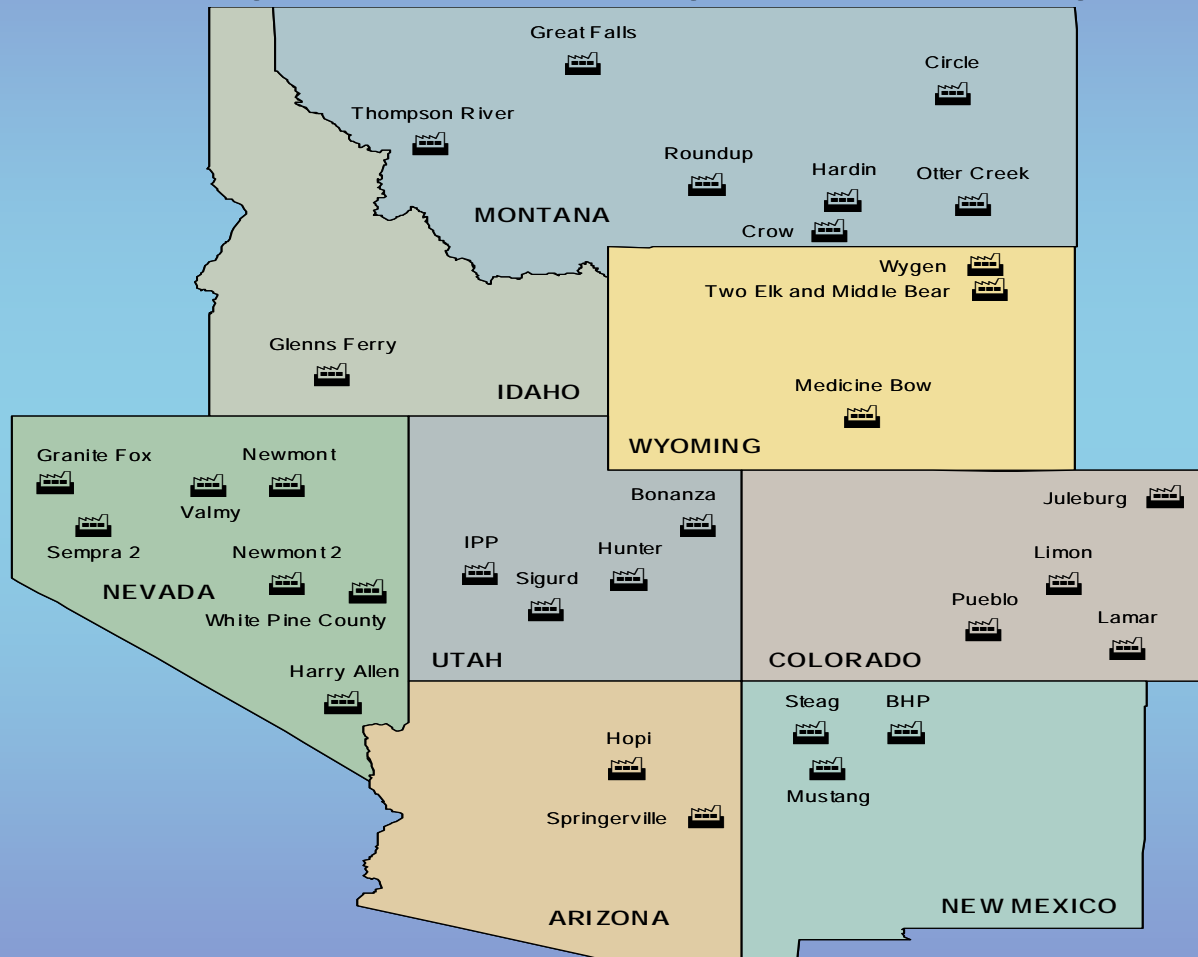 Great Falls
Circle
Thompson River
Roundup
Hardin
Otter Creek
MONTANA
Crow
Wygen
Two Elk and Middle Bear
Glenns Ferry
IDAHO
Medicine Bow
WYOMING
Granite Fox
Newmont
Valmy
Sempra 2
Newmont 2
NEVADA
White Pine County
Harry Allen
Bonanza
IPP
Hunter
Sigurd
UTAH
Juleburg
Limon
Pueblo
Lamar
COLORADO
Hopi
Springerville
ARIZONA
Steag
BHP
Mustang
NEW MEXICO